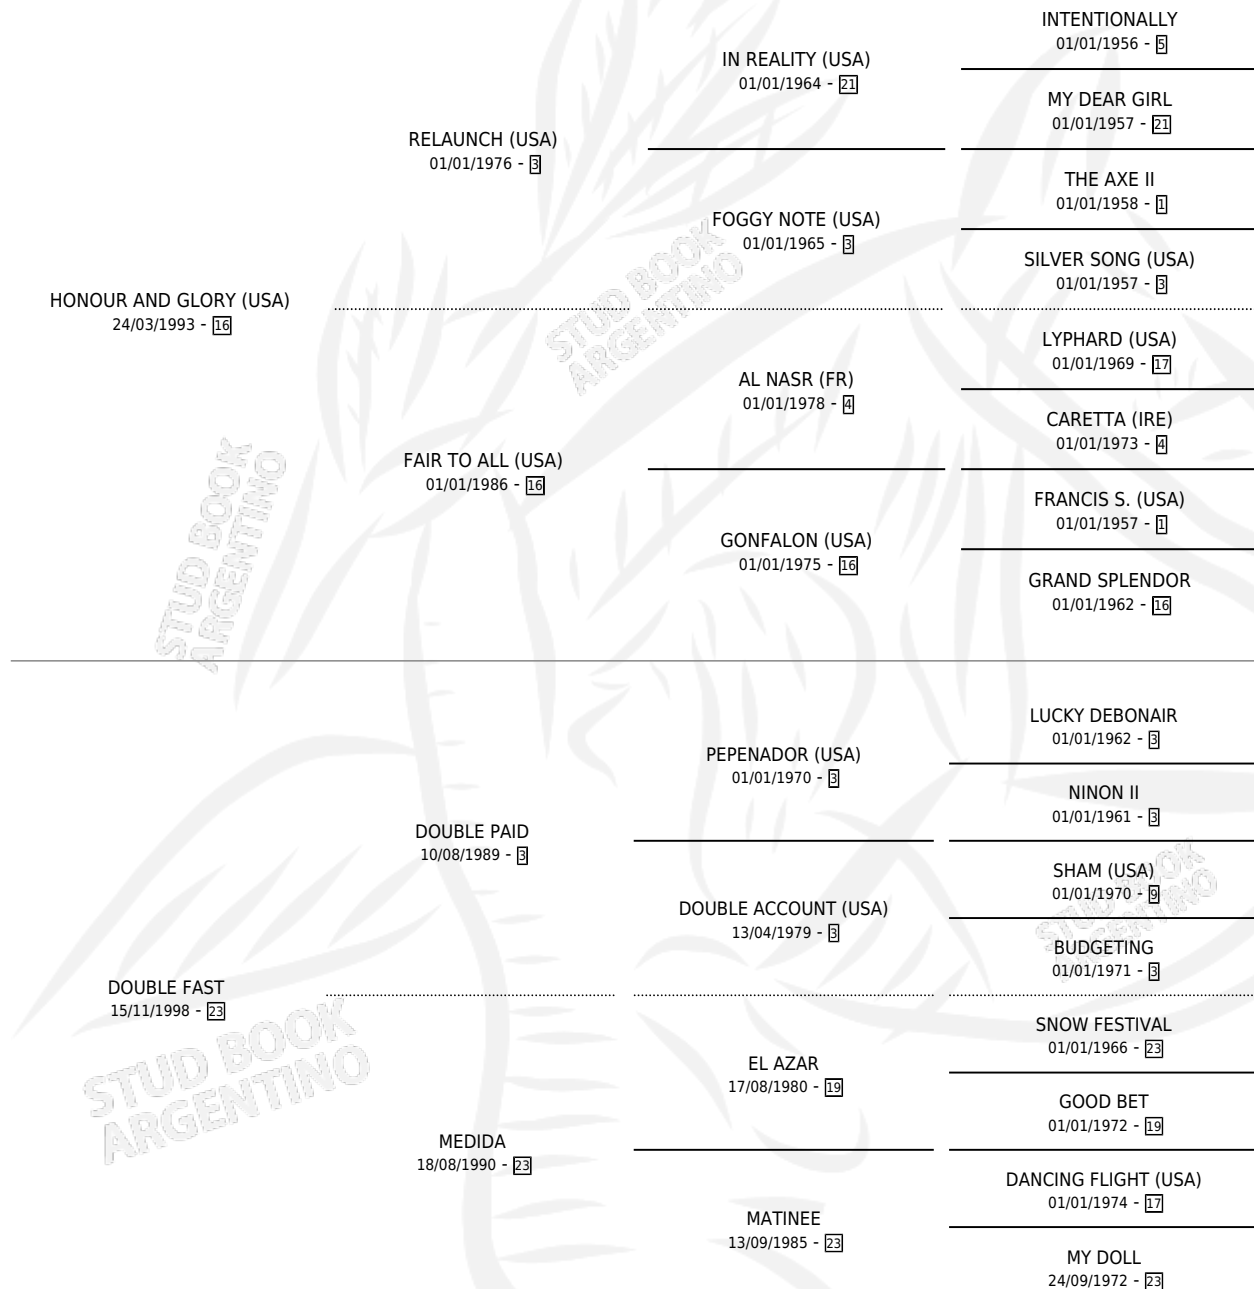 INTENTIONALLY
01/01/1956 - 5
IN REALITY (USA)
01/01/1964 - 21
MY DEAR GIRL
01/01/1957 - 21
RELAUNCH (USA)
01/01/1976 - 3
THE AXE II
01/01/1958 - 1
FOGGY NOTE (USA)
01/01/1965 - 3
SILVER SONG (USA)
01/01/1957 - 3
HONOUR AND GLORY (USA)
24/03/1993 - 16
LYPHARD (USA)
01/01/1969 - 17
AL NASR (FR)
01/01/1978 - 4
CARETTA (IRE)
01/01/1973 - 4
FAIR TO ALL (USA)
01/01/1986 - 16
FRANCIS S. (USA)
01/01/1957 - 1
GONFALON (USA)
01/01/1975 - 16
GRAND SPLENDOR
01/01/1962 - 16
LUCKY DEBONAIR
01/01/1962 - 3
PEPENADOR (USA)
01/01/1970 - 3
NINON II
01/01/1961 - 3
DOUBLE PAID
10/08/1989 - 3
SHAM (USA)
01/01/1970 - 9
DOUBLE ACCOUNT (USA)
13/04/1979 - 3
BUDGETING
01/01/1971 - 3
DOUBLE FAST
15/11/1998 - 23
SNOW FESTIVAL
01/01/1966 - 23
EL AZAR
17/08/1980 - 19
GOOD BET
01/01/1972 - 19
MEDIDA
18/08/1990 - 23
DANCING FLIGHT (USA)
01/01/1974 - 17
MATINEE
13/09/1985 - 23
MY DOLL
24/09/1972 - 23
STUD BOOK
ARGENTINO
STUD BOOK
ARGENTINO
STUD BOOK
ARGENTINO
STUD BOOK
ARGENTINO